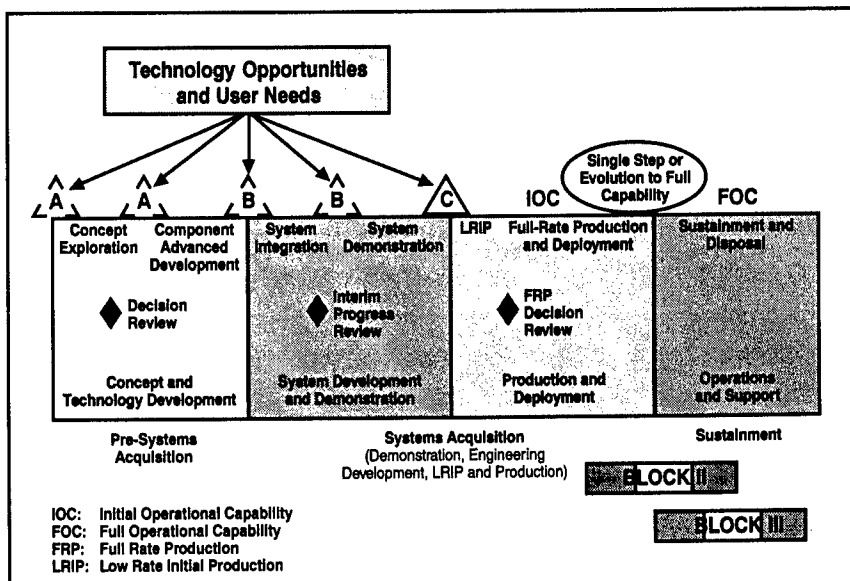 Technology Opportunities
and User Needs
Single Step or
Evolution to Full
Capability
A
A
B
B
C
IOC
FOC
Concept
Exploration
Component
Advanced
Development
System
Integration
System
Demonstration
LRIP
Full-Rate Production
and Deployment
Sustainment and
Disposal
Decision
Review
Interim
Progress
Review
FRP
Decision
Review
Concept and
Technology Development
System Development
and Demonstration
Production and
Deployment
Operations
and Support
Pre-Systems
Acquisition
Systems Acquisition
(Demonstration, Engineering
Development, LRIP and Production)
Sustainment
BLOCK II
BLOCK III
IOC: Initial Operational Capability
FOC: Full Operational Capability
FRP: Full Rate Production
LRIP: Low Rate Initial Production